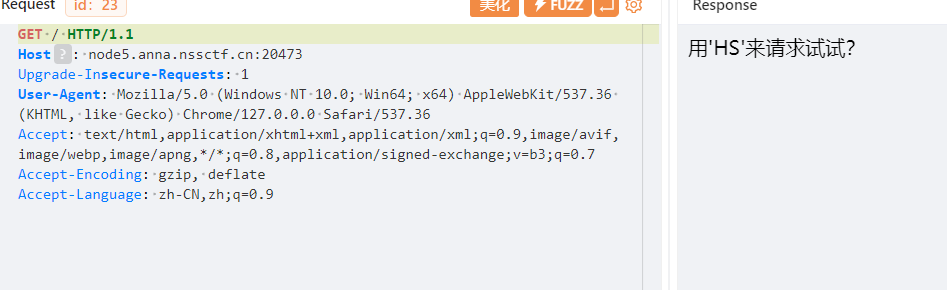 Request id: 23 美化 FUZZ
Response
GET / HTTP/1.1
Host ? : node5.anna.nssctf.cn:20473
Upgrade-Insecure-Requests: 1
User-Agent: Mozilla/5.0 (Windows NT 10.0; Win64; x64) AppleWebKit/537.36
(KHTML, like Gecko) Chrome/127.0.0.0 Safari/537.36
Accept: text/html,application/xhtml+xml,application/xml;q=0.9,image/avif,
image/webp,image/apng,*/*;q=0.8,application/signed-exchange;v=b3;q=0.7
Accept-Encoding: gzip, deflate
Accept-Language: zh-CN,zh;q=0.9
用'HS'来请求试试?